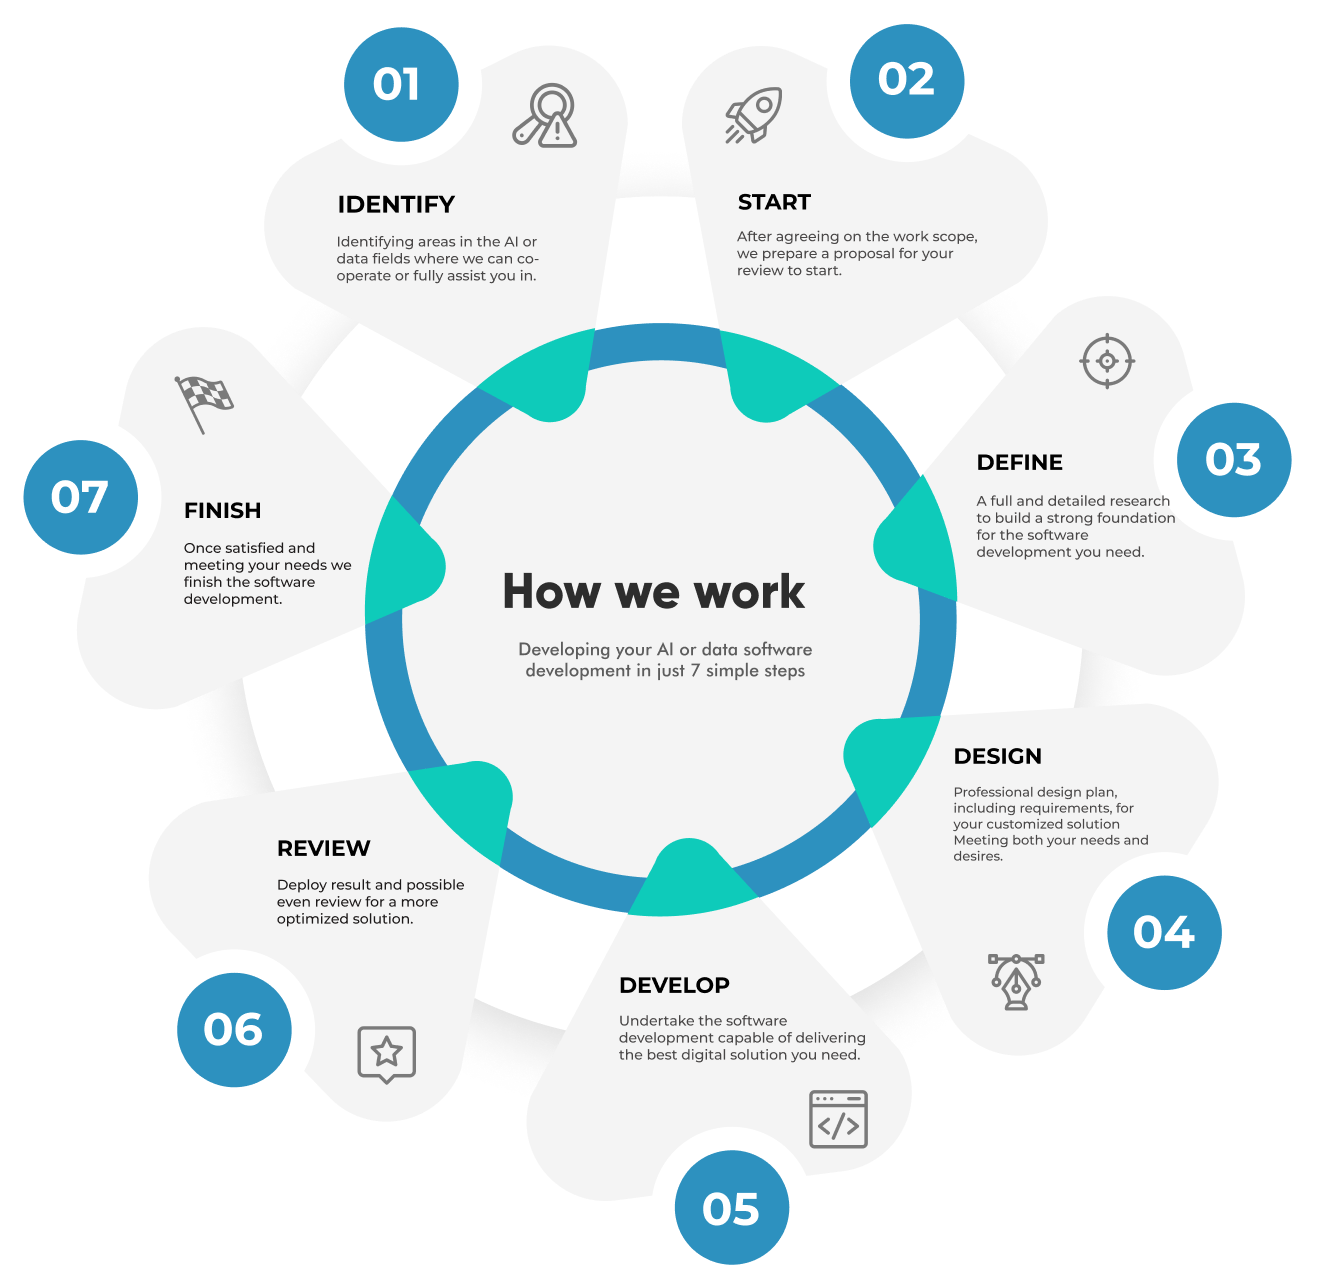 01
IDENTIFY
Identifying areas in the AI or
data fields where we can co-
operate or fully assist you in.
02
START
After agreeing on the work scope,
we prepare a proposal for your
review to start.
03
DEFINE
A full and detailed research
to build a strong foundation
for the software
development you need.
04
DESIGN
Professional design plan,
including requirements, for
your customized solution
Meeting both your needs and
desires.
05
DEVELOP
Undertake the software
development capable of delivering
the best digital solution you need.
06
REVIEW
Deploy result and possible
even review for a more
optimized solution.
07
FINISH
Once satisfied and
meeting your needs we
finish the software
development.
How we work
Developing your AI or data software
development in just 7 simple steps